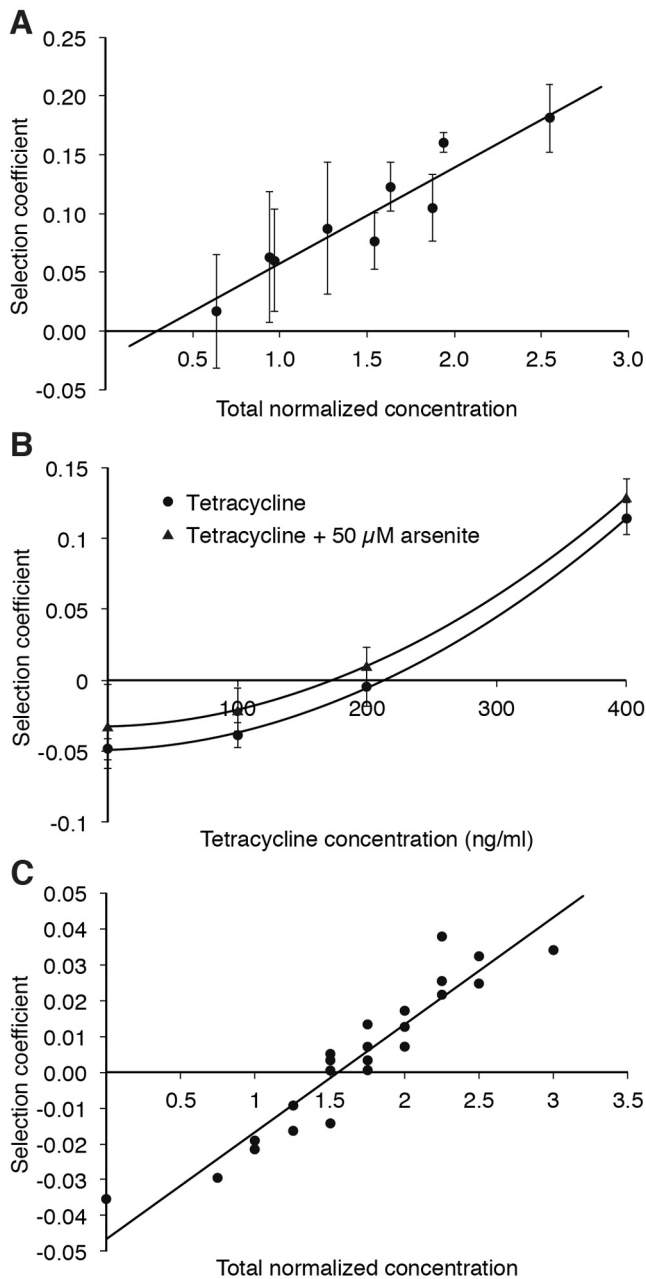 A
0.25
0.20
0.15
0.10
0.05
0.00
-0.05
Selection coefficient
0.5 1.0 1.5 2.0 2.5 3.0
Total normalized concentration
B
0.15
0.1
0.05
0
-0.05
-0.1
Selection coefficient
Tetracycline
Tetracycline + 50 µM arsenite
100 200 300 400
Tetracycline concentration (ng/ml)
C
0.05
0.04
0.03
0.02
0.01
0.00
-0.01
-0.02
-0.03
-0.04
-0.05
Selection coefficient
0.5 1 1.5 2 2.5 3 3.5
Total normalized concentration